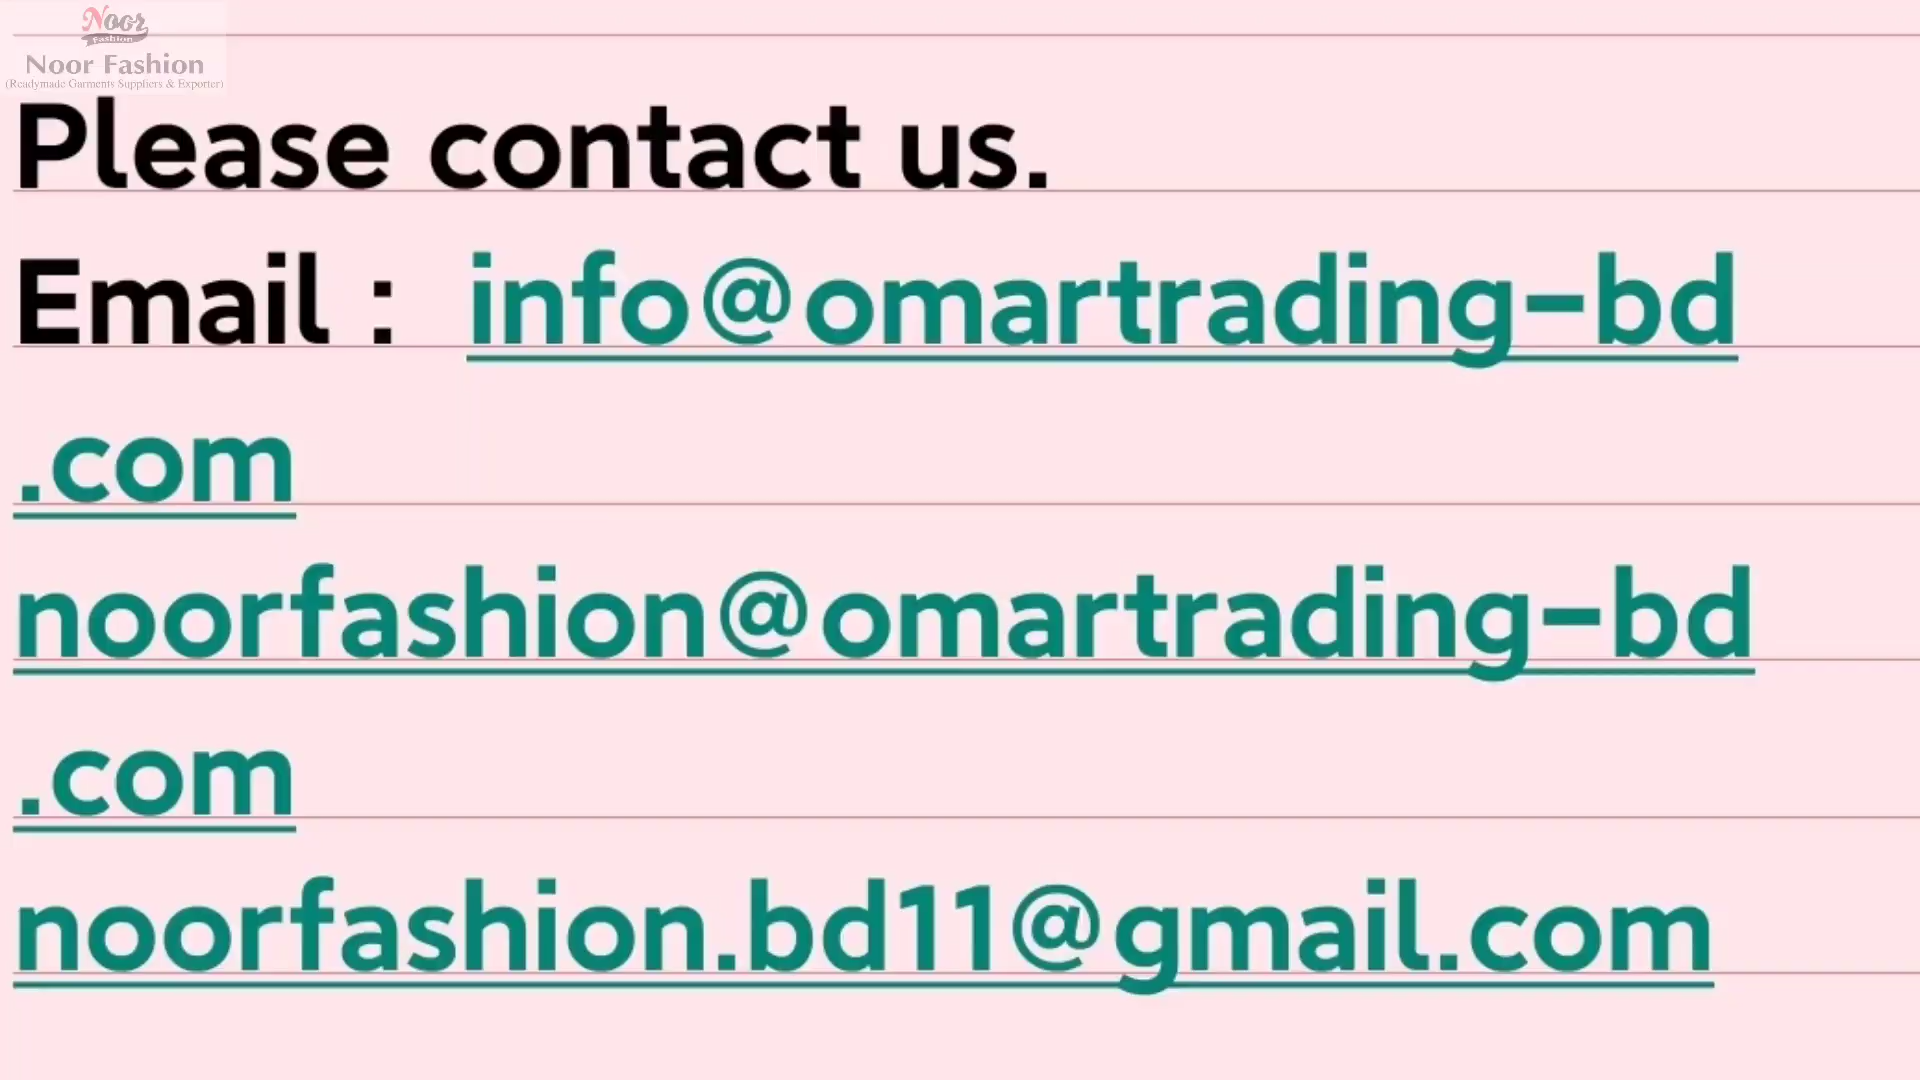 Noor
Fashion
Noor Fashion
(Readymade Garments Suppliers & Exporter)
Please contact us.
Email : info@omartrading-bd
.com
noorfashion@omartrading-bd
.com
noorfashion.bd11@gmail.com